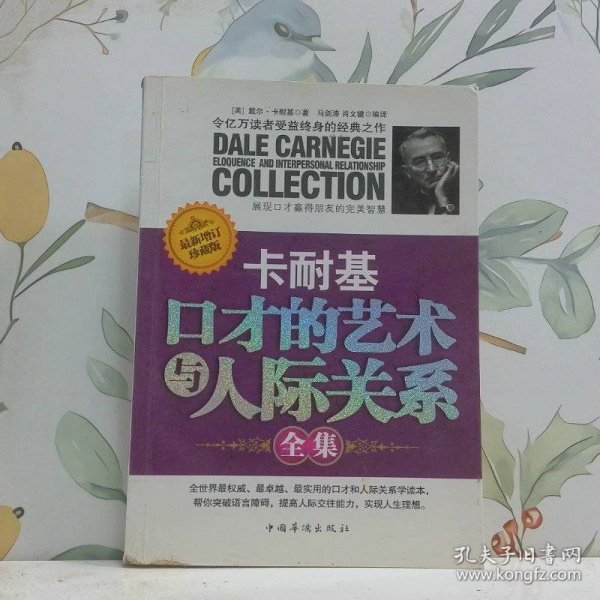 [美] 戴尔·卡耐基◎著 马剑涛 肖文键◎编译
令亿万读者受益终身的经典之作
DALE CARNEGIE
ELOQUENCE AND INTERPERSONAL RELATIONSHIP
COLLECTION
展现口才赢得朋友的完美智慧
最新增订
珍藏版
卡耐基
口才的艺术
与人际关系
全集
全世界最权威、最卓越、最实用的口才和人际关系学读本,
帮你突破语言障碍,提高人际交往能力,实现人生理想。
中国华侨出版社
孔夫子旧书网
www.kongfz.com